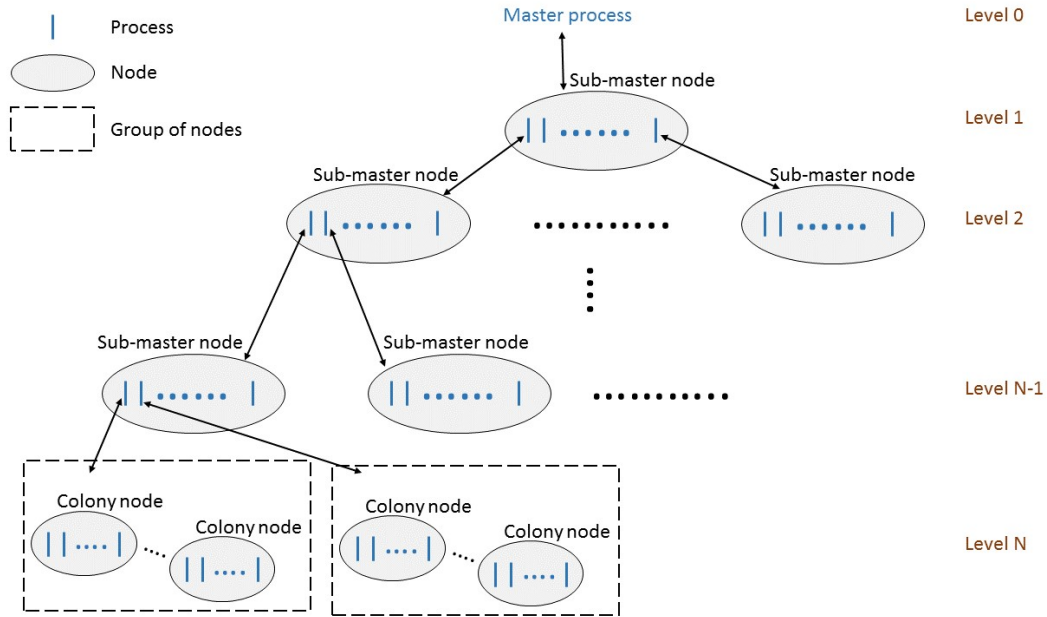 Master process
Level 0
Process
Node
Sub-master node
Level 1
Group of nodes
Sub-master node
Sub-master node
Level 2
Sub-master node
Sub-master node
Level N-1
Colony node
Colony node
Colony node
Colony node
Level N